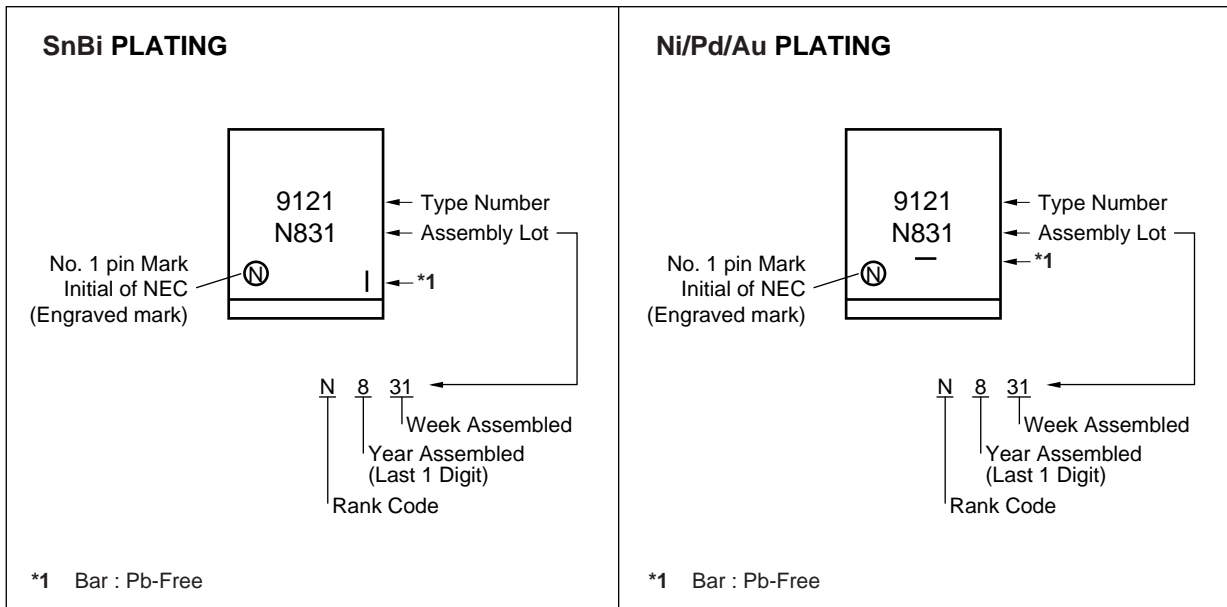 SnBi PLATING
9121
N831
Type Number
Assembly Lot
No. 1 pin Mark
Initial of NEC
(Engraved mark)
N
*1
N 8 31
Week Assembled
Year Assembled
(Last 1 Digit)
Rank Code
*1 Bar : Pb-Free
Ni/Pd/Au PLATING
9121
N831
Type Number
Assembly Lot
*1
No. 1 pin Mark
Initial of NEC
(Engraved mark)
N
N 8 31
Week Assembled
Year Assembled
(Last 1 Digit)
Rank Code
*1 Bar : Pb-Free